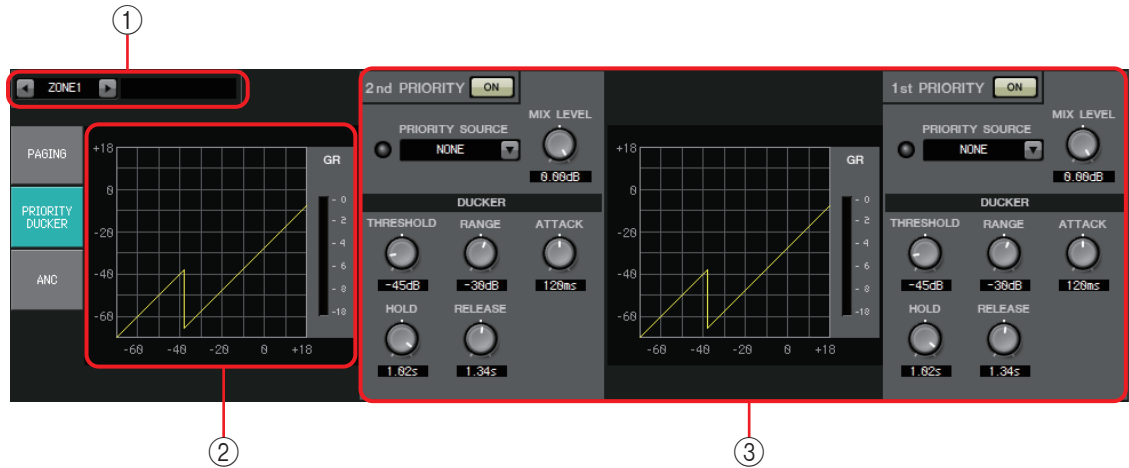 ①
ZONE1
PAGING
PRIORITY
DUCKER
ANC
+18
0
-20
-40
-60
-60 -40 -20 0 +18
GR
0
-2
-4
-6
-8
-10
2nd PRIORITY ON
PRIORITY SOURCE
NONE
MIX LEVEL
0.00dB
DUCKER
THRESHOLD RANGE ATTACK
-45dB -30dB 120ms
HOLD RELEASE
1.02s 1.34s
+18
0
-20
-40
-60
-60 -40 -20 0 +18
GR
0
-2
-4
-6
-8
-10
1st PRIORITY ON
PRIORITY SOURCE
NONE
MIX LEVEL
0.00dB
DUCKER
THRESHOLD RANGE ATTACK
-45dB -30dB 120ms
HOLD RELEASE
1.02s 1.34s
②
③